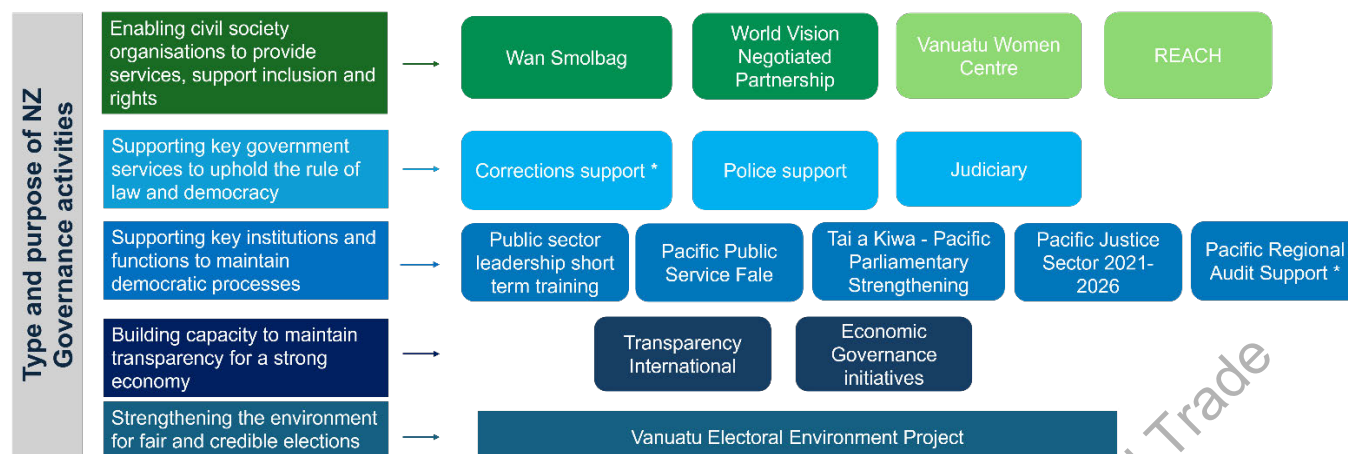 Type and purpose of NZ
Governance activities
Enabling civil society
organisations to provide
services, support inclusion and
rights
Wan Smolbag
World Vision
Negotiated
Partnership
Vanuatu Women
Centre
REACH
Supporting key government
services to uphold the rule of
law and democracy
Corrections support *
Police support
Judiciary
Supporting key institutions and
functions to maintain
democratic processes
Public sector
leadership short
term training
Pacific Public
Service Fale
Tai a Kiwa - Pacific
Parliamentary
Strengthening
Pacific Justice
Sector 2021-
2026
Pacific Regional
Audit Support *
Building capacity to maintain
transparency for a strong
economy
Transparency
International
Economic
Governance
initiatives
Strengthening the environment
for fair and credible elections
Vanuatu Electoral Environment Project
Trade